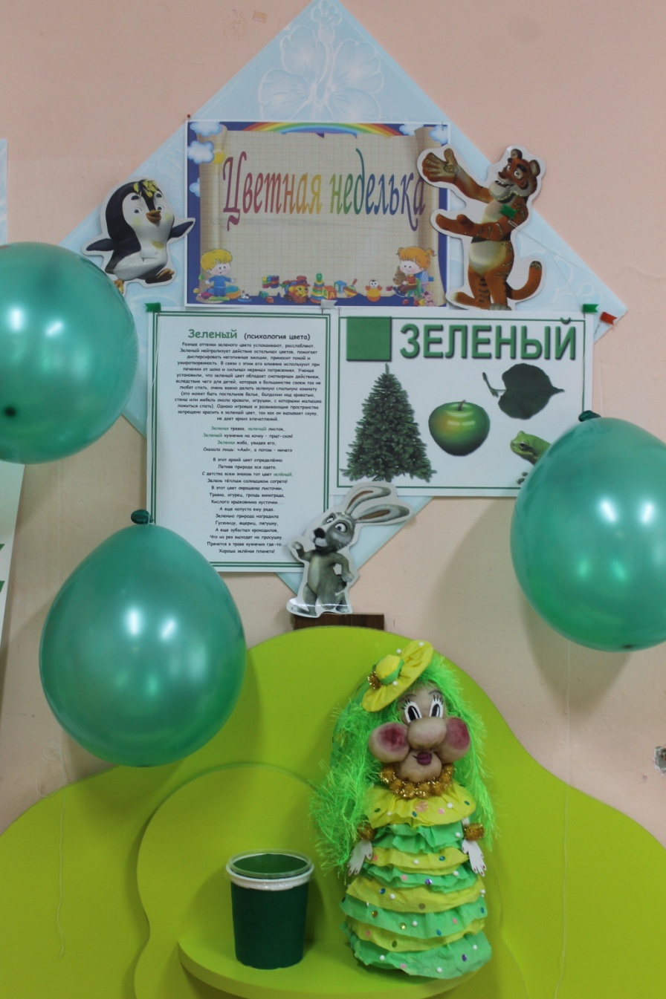 Цветная неделька
Зеленый (психология цвета)
Разные оттенки зеленого цвета успокаивают, расслабляют.
Зеленый нейтрализует действие остальных цветов, помогает
дисперсировать негативные эмоции, приносит покой и
умиротворенность. В связи с этим его влияние используют при
лечении от шока и сильных нервных потрясениях. Ученые
установили, что зеленый цвет обладает снотворным действием,
вследствие чего для детей, которые в большинстве своем так не
любят спать, очень важно делать зеленую спальную комнату
(это может быть постельное белье, балдахин над кроватью,
стены или мебель около кровати, игрушки, с которыми малышка
ложиться спать). Однако игровые и развивающие пространства
запрещено красить в зеленый цвет, так как он вызывает скуку,
не дает ярких впечатлений.
Зеленая травка, зеленый листок,
Зеленый кузнечик на кочку – прыг-скок!
Зеленая жаба, увидев его,
Сказала лишь: «Ам!», а потом - ничего
В этот яркий цвет определённо
Летняя природа вся одета.
С детства всем знаком тот цвет зелёный,
Зелень тёплым солнышком согрета!
В этот цвет окрашены листочки,
Травка, огурец, гроздь винограда,
Кислого крыжовника кусточки...
А еще капуста ему рада.
Зеленью природа наградила
Гусеницу, ящериц, лягушку,
А еще зубастых крокодилов,
Что из рек выходят на просушку.
Прячется в траве кузнечик где-то...
Хороша зелёная планета!
ЗЕЛЕНЫЙ